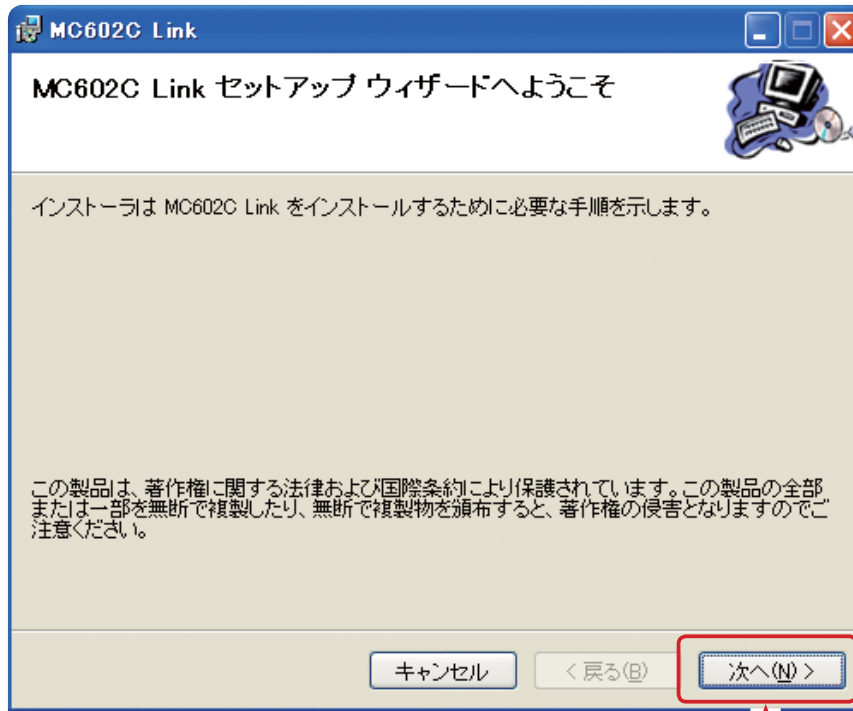 MC602C Link
MC602C Link セットアップ ウィザードへようこそ
インストーラは MC602C Link をインストールするために必要な手順を示します。
この製品は、著作権に関する法律および国際条約により保護されています。この製品の全部
または一部を無断で複製したり、無断で複製物を頒布すると、著作権の侵害となりますのでご
注意ください。
キャンセル
< 戻る(B)
次へ(N) >